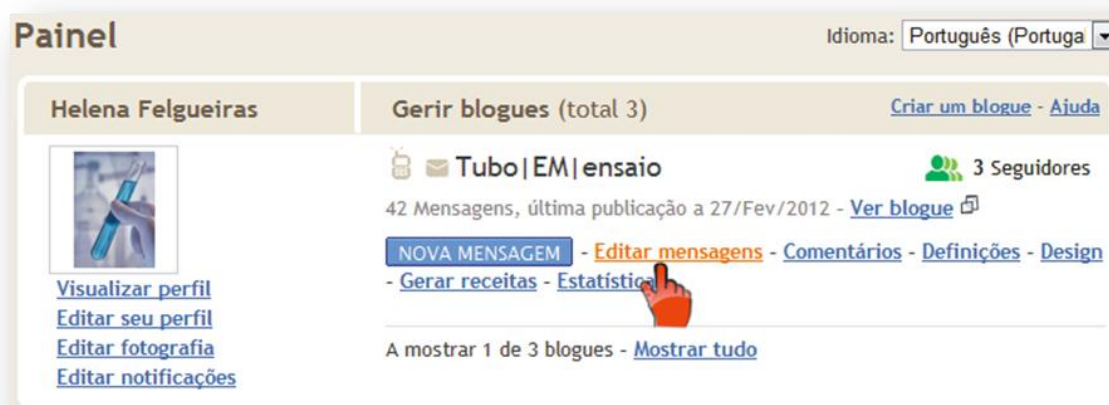 Painel
Idioma: Português (Portugal
Helena Felgueiras
Gerir blogues (total 3)
Criar um blogue - Ajuda
Tubo|EM|ensaio
3 Seguidores
42 Mensagens, última publicação a 27/Fev/2012 - Ver blogue
NOVA MENSAGEM - Editar mensagens - Comentários - Definições - Design
- Gerar receitas -
Visualizar perfil
Editar seu perfil
Editar fotografia
Editar notificações
A mostrar 1 de 3 blogues - Mostrar tudo